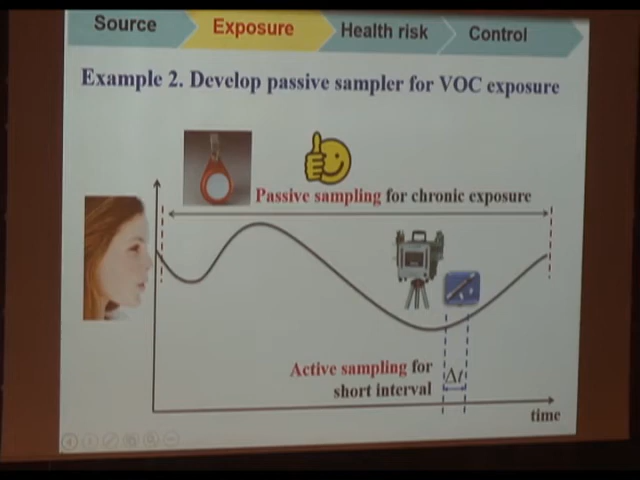 Source
Exposure
Health risk
Control
Example 2. Develop passive sampler for VOC exposure
Passive sampling for chronic exposure
Active sampling for
short interval
Δt
time